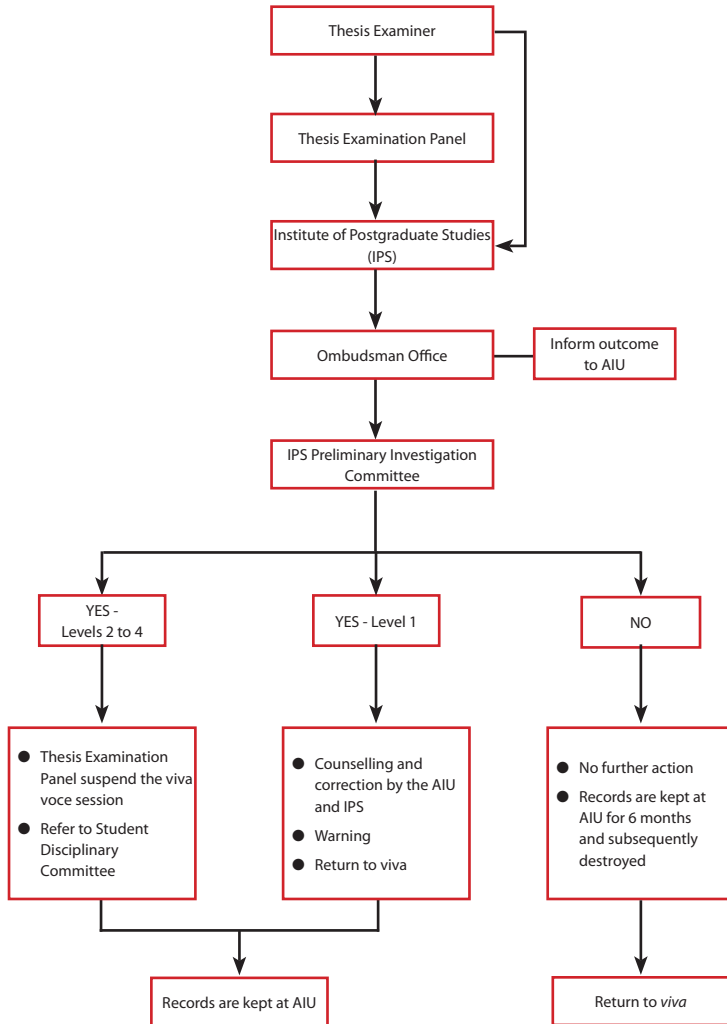 Thesis Examiner
Thesis Examination Panel
Institute of Postgraduate Studies
(IPS)
Ombudsman Office
Inform outcome
to AIU
IPS Preliminary Investigation
Committee
YES -
Levels 2 to 4
YES - Level 1
NO
● Thesis Examination
Panel suspend the viva
voce session
● Refer to Student
Disciplinary
Committee
● Counselling and
correction by the AIU
and IPS
● Warning
● Return to viva
● No further action
● Records are kept at
AIU for 6 months
and subsequently
destroyed
Records are kept at AIU
Return to viva